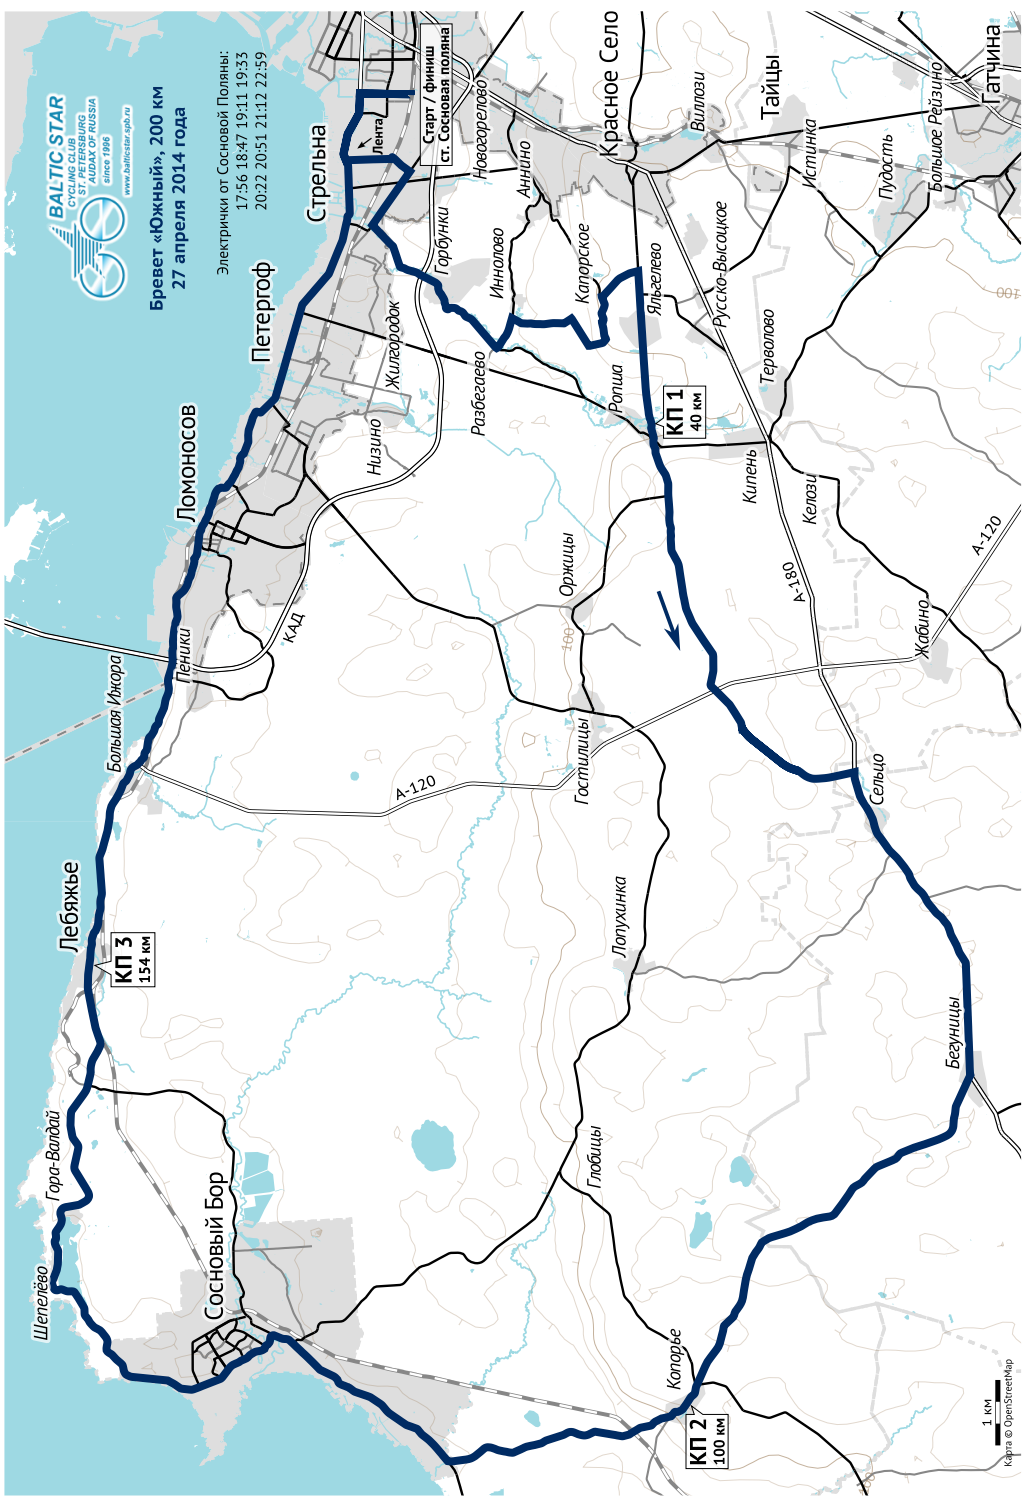 BALTIC STAR
CYCLING CLUB
ST. PETERSBURG
AUDAX OF RUSSIA
since 1996
www.balticstar.spb.ru
Бревет «Южный», 200 км
27 апреля 2014 года
Электрички от Сосновой Поляны:
17:56 18:47 19:11 19:33
20:22 20:51 21:12 22:59
Старт / финиш
ст. Сосновая поляна
Лента
Стрельна
Петергоф
Ломоносов
Пеники
Большая Ижора
Лебяжье
КП 3
154 км
Гора-Валдай
Шепелёво
Сосновый Бор
КАД
А-120
Низино
Жилгородок
Горбунки
Разбегаево
Иннолово
Аннино
Новогорелово
Капорское
Красное Село
Виллози
Тайцы
Истинка
Пудость
Большое Рейзино
Гатчина
Яльгелево
Русско-Высоцкое
Терволово
Ропша
КП 1
40 км
Кипень
Келози
Оржицы
100
100
Гостилицы
А-180
А-120
Жабино
Сельцо
Лопухинка
Бегуницы
Глобицы
Копорье
КП 2
100 км
100
1 км
Карта © OpenStreetMap